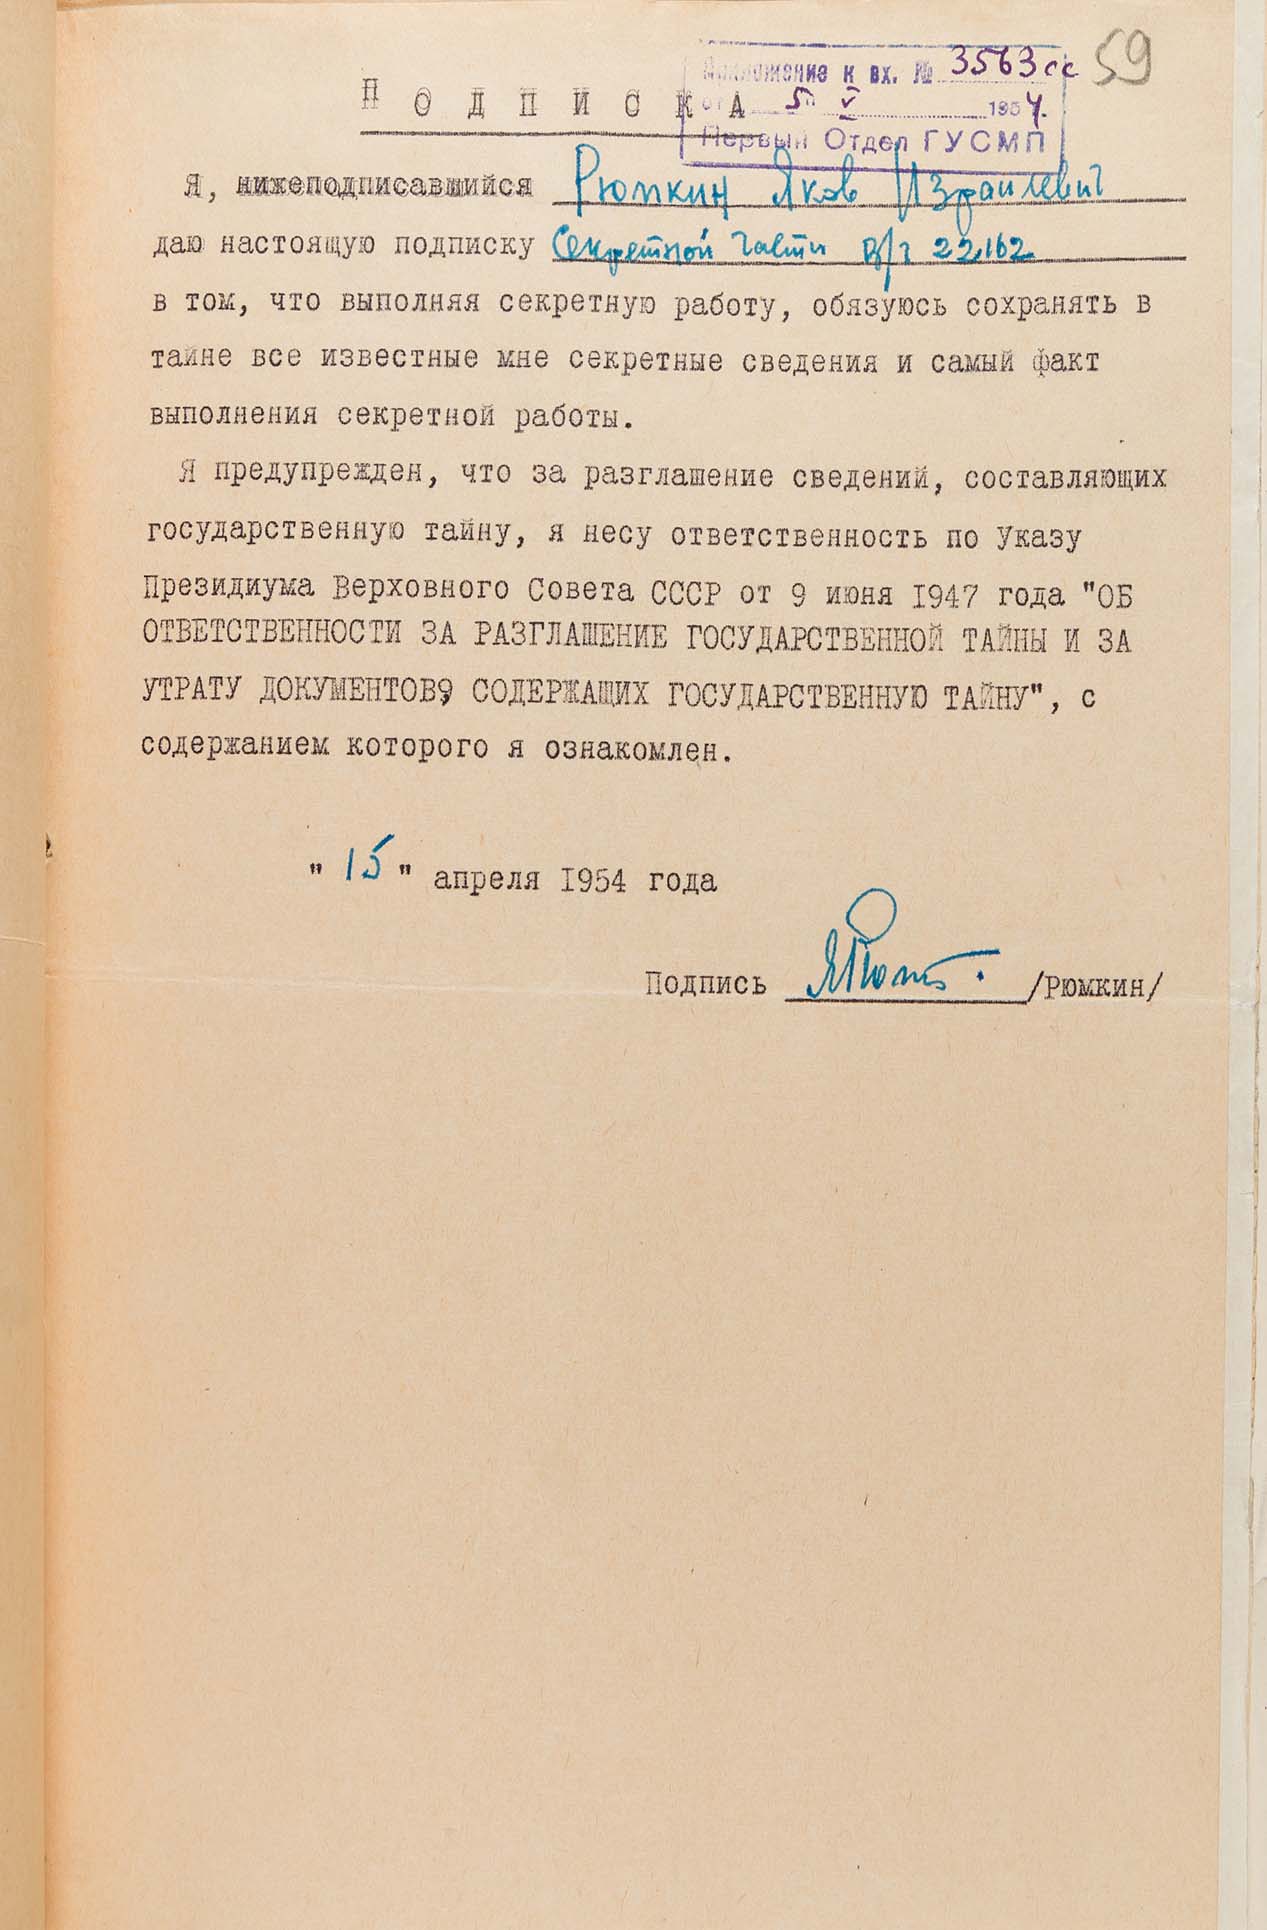 59
Приложение к вх. № 3563сс
от 5" V 1954.
Первый Отдел ГУСМП
ПОДПИСКА
Я, нижеподписавшийся Рюмкин Яков Израилевич
даю настоящую подписку Секретной части в/ч 22162
в том, что выполняя секретную работу, обязуюсь сохранять в
тайне все известные мне секретные сведения и самый факт
выполнения секретной работы.
Я предупрежден, что за разглашение сведений, составляющих
государственную тайну, я несу ответственность по Указу
Президиума Верховного Совета СССР от 9 июня 1947 года "ОБ
ОТВЕТСТВЕННОСТИ ЗА РАЗГЛАШЕНИЕ ГОСУДАРСТВЕННОЙ ТАЙНЫ И ЗА
УТРАТУ ДОКУМЕНТОВ, СОДЕРЖАЩИХ ГОСУДАРСТВЕННУЮ ТАЙНУ", с
содержанием которого я ознакомлен.
"15" апреля 1954 года
Подпись /Рюмкин/